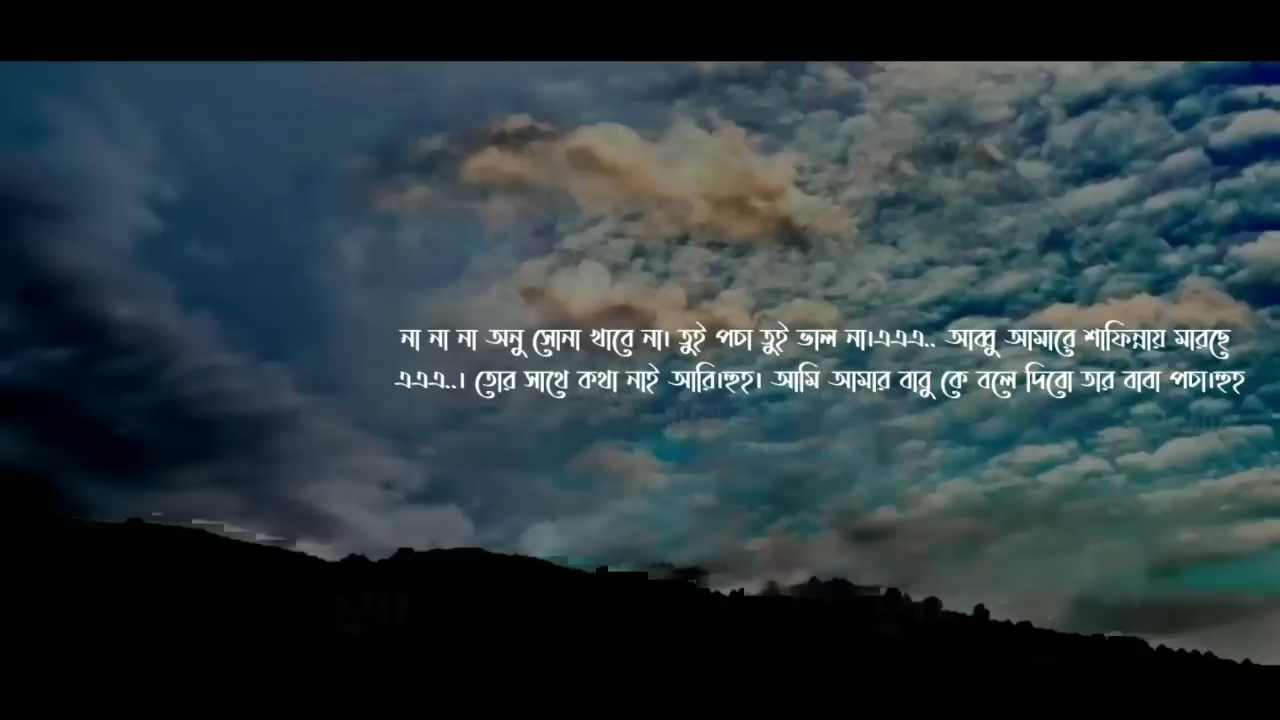 না না না অনু সোনা খাবে না। তুই পচা তুই ভাল না।এএএ.. আব্বু আমারে শাফিন্নায় মারছে
এএএ..। তোর সাথে কথা নাই আরি।হুহ। আমি আমার বাবু কে বলে দিবো তার বাবা পচা।হুহ